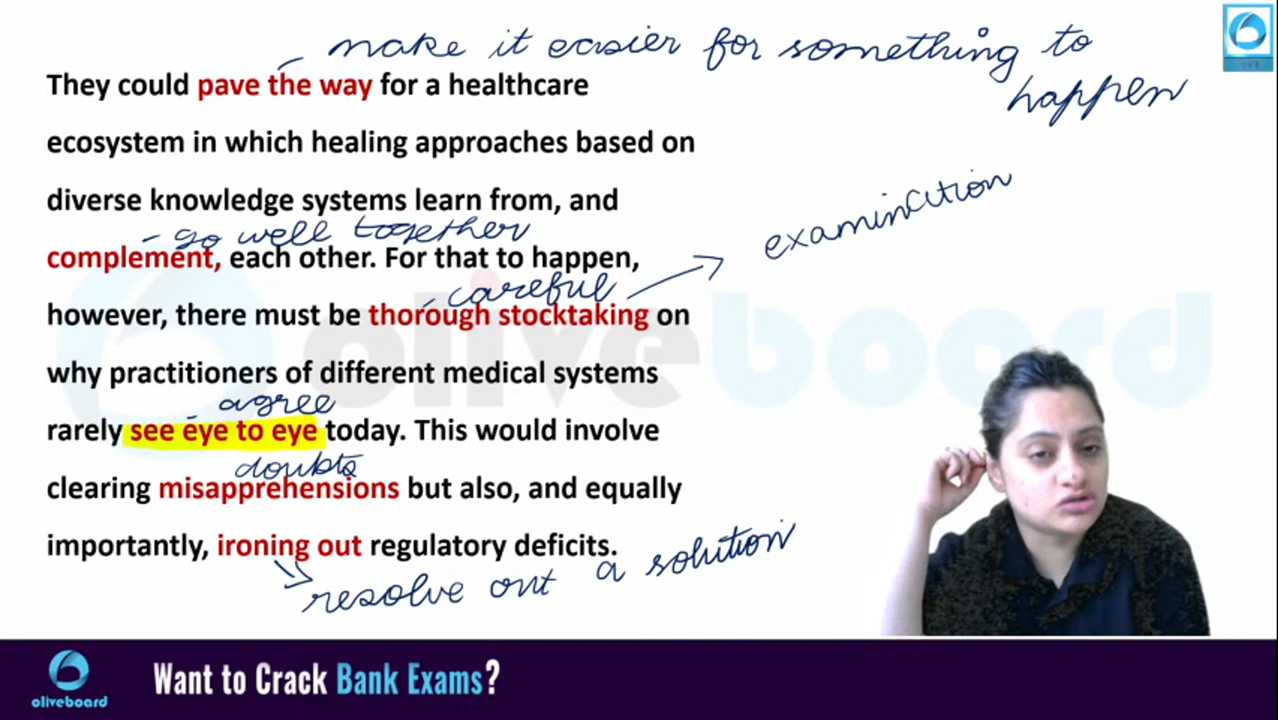 make it easier for something to
happen
They could pave the way for a healthcare
ecosystem in which healing approaches based on
diverse knowledge systems learn from, and
go well together
complement, each other. For that to happen,
examination
careful
however, there must be thorough stocktaking on
why practitioners of different medical systems
agree
rarely see eye to eye today. This would involve
doubts
clearing misapprehensions but also, and equally
importantly, ironing out regulatory deficits.
resolve out a solution
oliveboard
LIVE
oliveboard
Want to Crack Bank Exams?